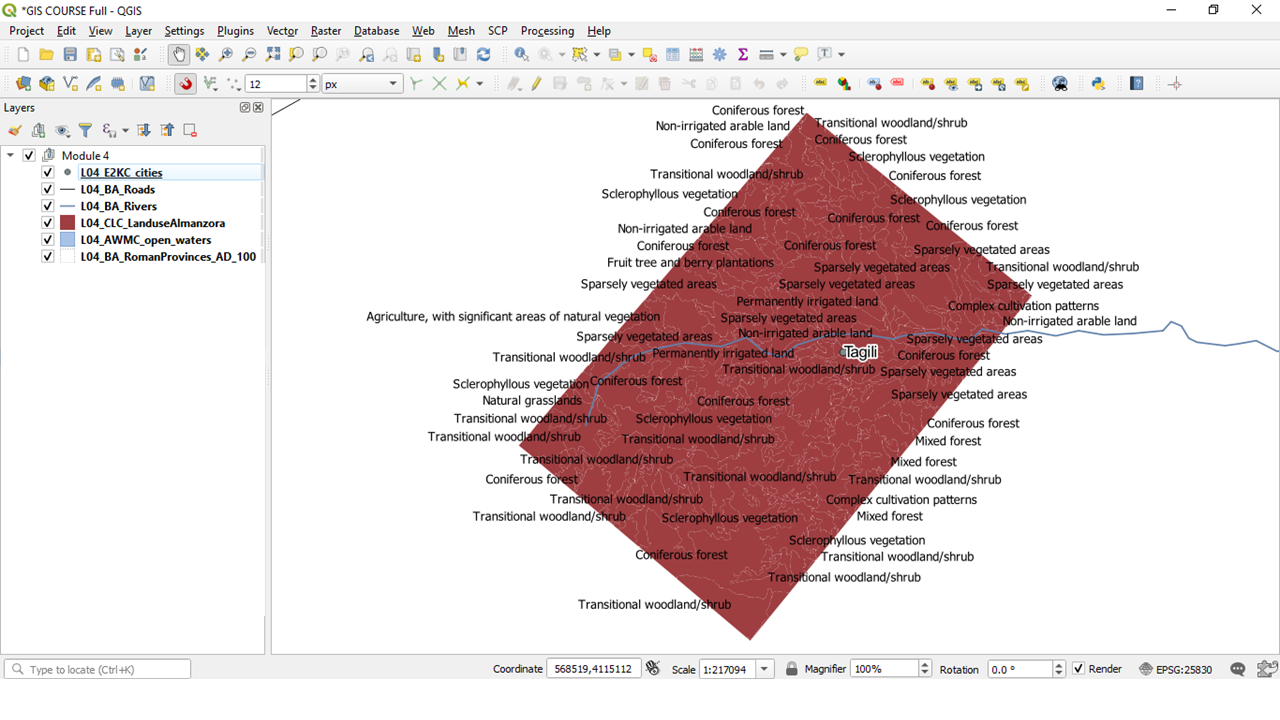 *GIS COURSE Full - QGIS
Project Edit View Layer Settings Plugins Vector Raster Database Web Mesh SCP Processing Help
12 px
Layers
Module 4
L04_E2KC_cities
L04_BA_Roads
L04_BA_Rivers
L04_CLC_LanduseAlmanzora
L04_AWMC_open_waters
L04_BA_RomanProvinces_AD_100
Coniferous forest
Transitional woodland/shrub
Non-irrigated arable land
Coniferous forest
Coniferous forest
Sclerophyllous vegetation
Transitional woodland/shrub
Coniferous forest
Sclerophyllous vegetation
Sclerophyllous vegetation
Coniferous forest
Coniferous forest
Coniferous forest
Non-irrigated arable land
Coniferous forest
Coniferous forest
Sparsely vegetated areas
Fruit tree and berry plantations
Sparsely vegetated areas
Transitional woodland/shrub
Sparsely vegetated areas
Sparsely vegetated areas
Sparsely vegetated areas
Permanently irrigated land
Complex cultivation patterns
Agriculture, with significant areas of natural vegetation
Sparsely vegetated areas
Non-irrigated arable land
Sparsely vegetated areas
Non-irrigated arable land
Sparsely vegetated areas
Transitional woodland/shrub
Permanently irrigated land
Tagili
Coniferous forest
Transitional woodland/shrub
Sparsely vegetated areas
Sclerophyllous vegetation
Coniferous forest
Natural grasslands
Coniferous forest
Sparsely vegetated areas
Transitional woodland/shrub
Sclerophyllous vegetation
Coniferous forest
Transitional woodland/shrub
Transitional woodland/shrub
Mixed forest
Transitional woodland/shrub
Mixed forest
Coniferous forest
Transitional woodland/shrub
Transitional woodland/shrub
Transitional woodland/shrub
Complex cultivation patterns
Transitional woodland/shrub
Sclerophyllous vegetation
Mixed forest
Sclerophyllous vegetation
Coniferous forest
Transitional woodland/shrub
Transitional woodland/shrub
Transitional woodland/shrub
Type to locate (Ctrl+K)
Coordinate 568519,4115112 Scale 1:217094 Magnifier 100% Rotation 0.0 ° Render EPSG:25830